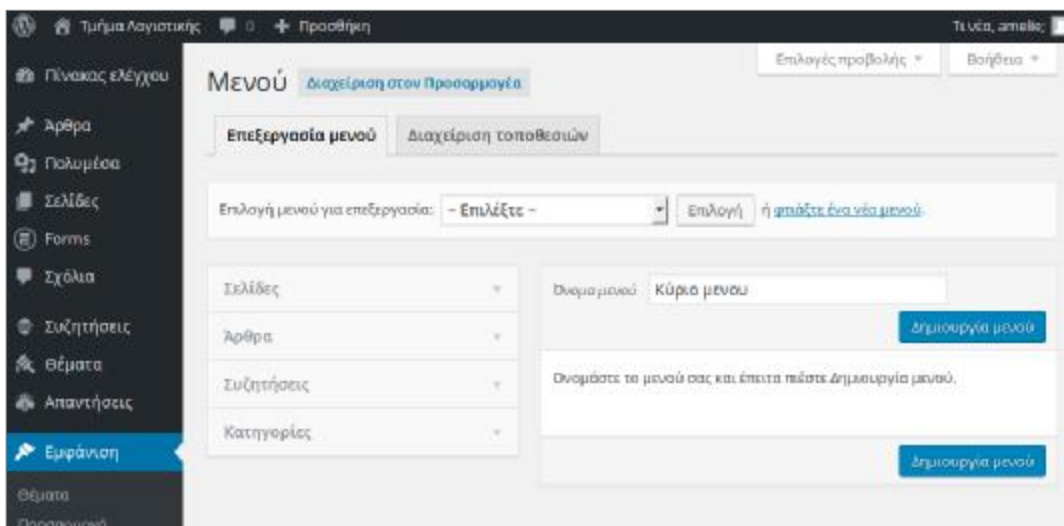 Τμήμα Λογιστικής 0 + Προσθήκη
Τι νέα, amelie;
Πίνακας ελέγχου
Άρθρα
Πολυμέσα
Σελίδες
Forms
Σχόλια
Συζητήσεις
Θέματα
Απαντήσεις
Εμφάνιση
Θέματα
Προσαρμογή
Επιλογές προβολής
Βοήθεια
Μενού Διαχείριση στον Προσαρμογέα
Επεξεργασία μενού Διαχείριση τοποθεσιών
Επιλογή μενού για επεξεργασία: – Επιλέξτε – Επιλογή ή φτιάξτε ένα νέο μενού.
Σελίδες
Άρθρα
Συζητήσεις
Κατηγορίες
Όνομα μενού Κύριο μενου
Δημιουργία μενού
Ονομάστε το μενού σας και έπειτα πιέστε Δημιουργία μενού.
Δημιουργία μενού